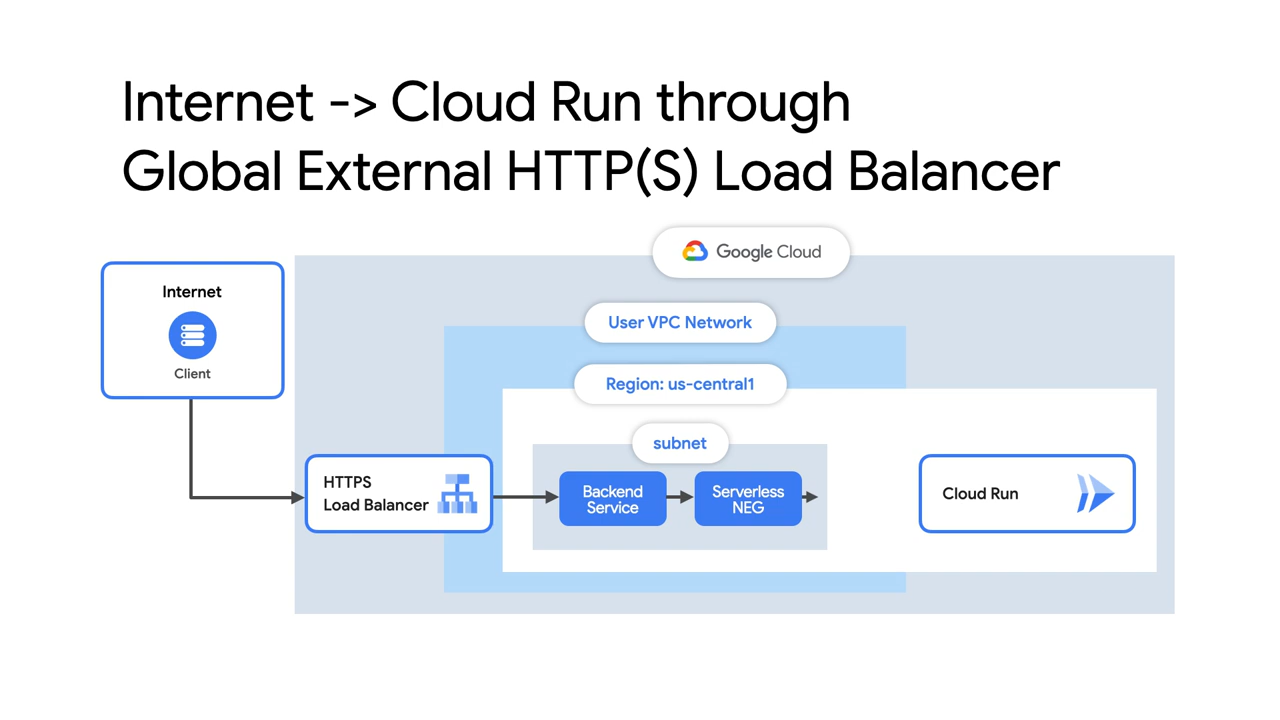 Internet -> Cloud Run through
Global External HTTP(S) Load Balancer
Google Cloud
Internet
Client
User VPC Network
Region: us-central1
subnet
HTTPS
Load Balancer
Backend
Service
Serverless
NEG
Cloud Run